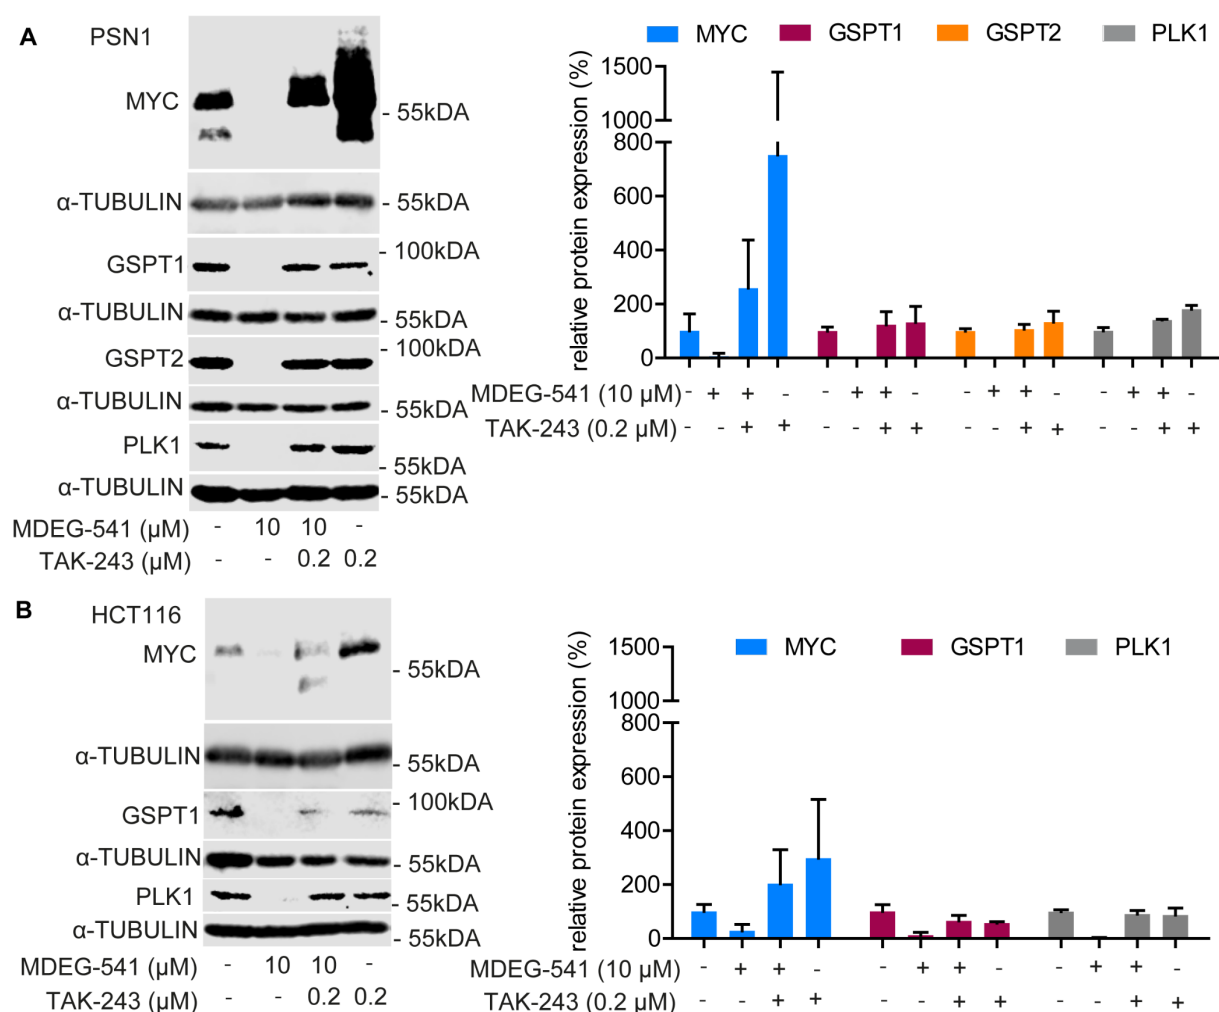 A PSN1
MYC
- 55kDA
α-TUBULIN - 55kDA
- 100kDA
GSPT1
α-TUBULIN - 55kDA
- 100kDA
GSPT2
α-TUBULIN - 55kDA
PLK1
- 55kDA
α-TUBULIN - 55kDA
MDEG-541 (µM) - 10 10 -
TAK-243 (µM) - - 0.2 0.2
MYC GSPT1 GSPT2 PLK1
relative protein expression (%)
1500
1000
800
600
400
200
0
MDEG-541 (10 µM) - + + - - + + - - + + - - + + -
TAK-243 (0.2 µM) - - + + - - + + - - + + - - + +
B HCT116
MYC
- 55kDA
α-TUBULIN - 55kDA
- 100kDA
GSPT1
α-TUBULIN - 55kDA
PLK1 - 55kDA
α-TUBULIN - 55kDA
MDEG-541 (µM) - 10 10 -
TAK-243 (µM) - - 0.2 0.2
MYC GSPT1 PLK1
relative protein expression (%)
1500
1000
800
600
400
200
0
MDEG-541 (10 µM) - + + - - + + - - + + -
TAK-243 (0.2 µM) - - + + - - + + - - + +